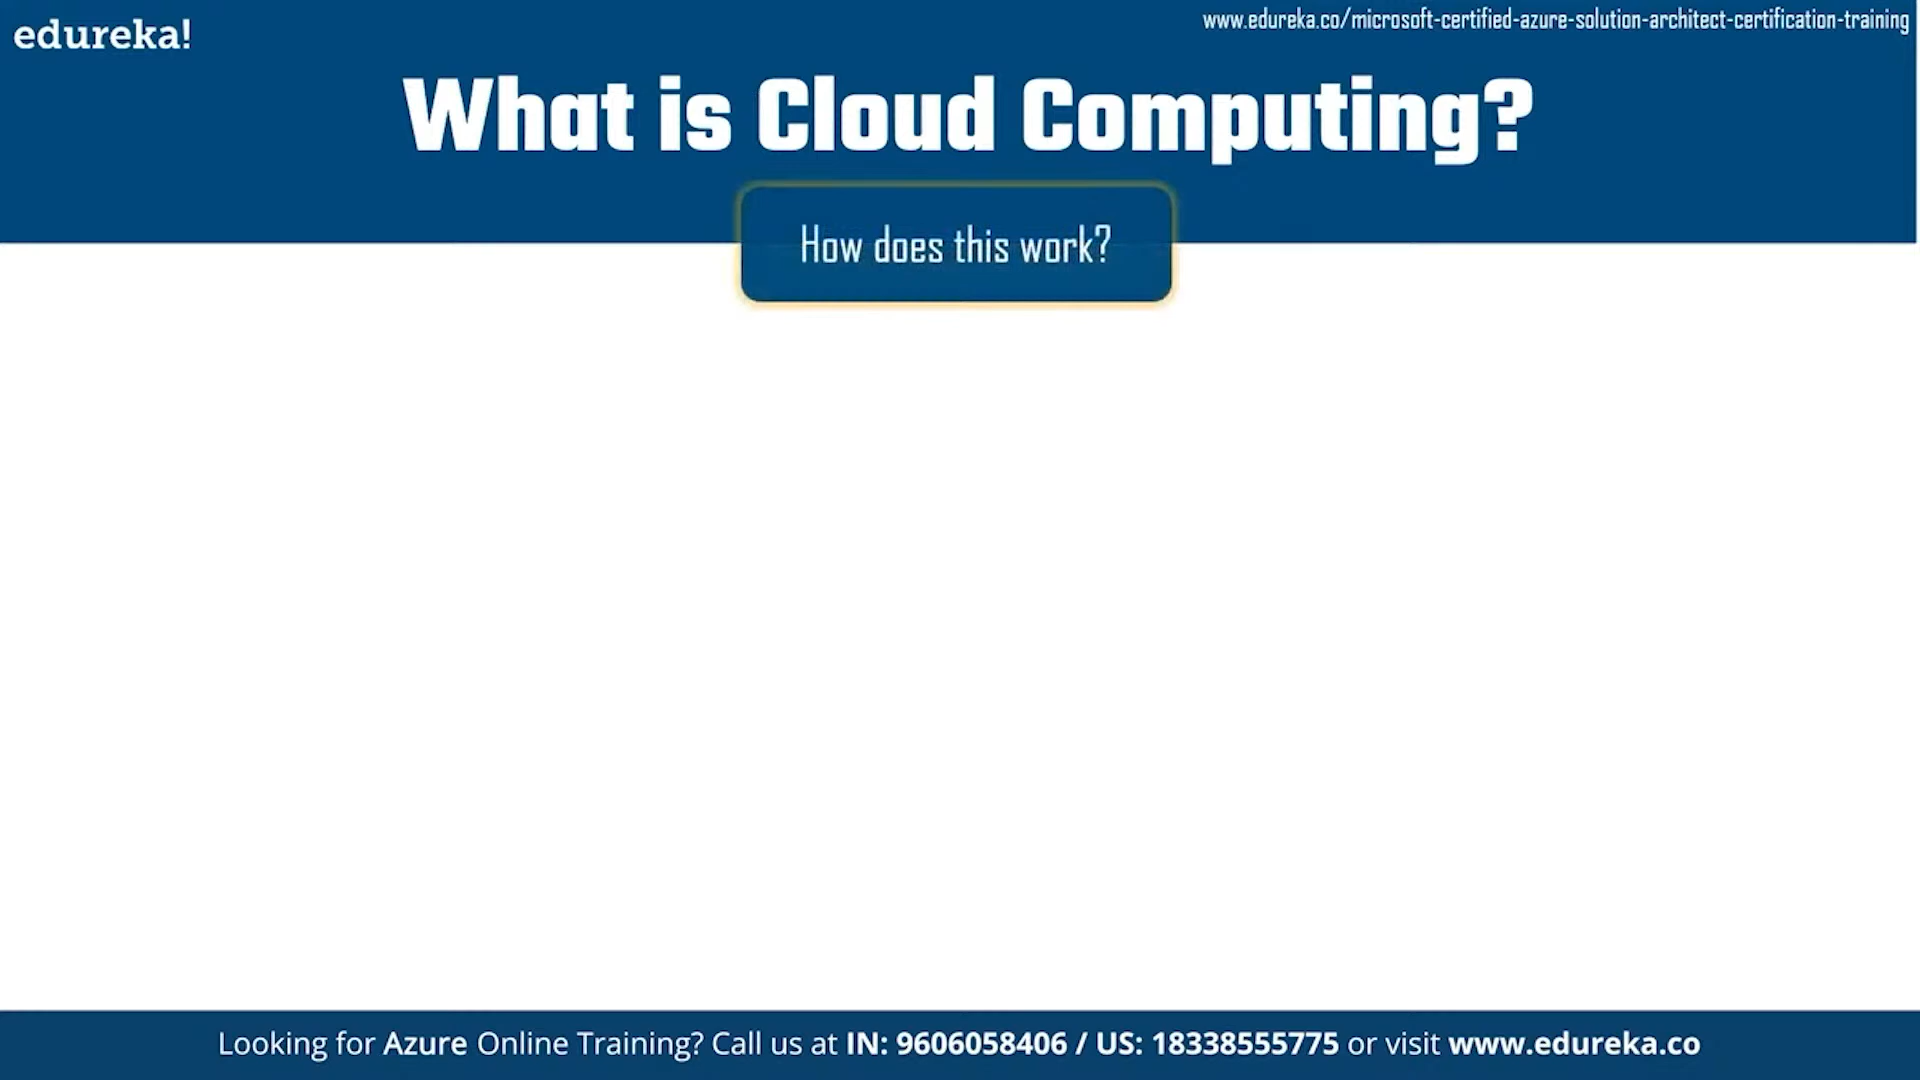 edureka!
www.edureka.co/microsoft-certified-azure-solution-architect-certification-training
What is Cloud Computing?
How does this work?
Looking for Azure Online Training? Call us at IN: 9606058406 / US: 18338555775 or visit www.edureka.co